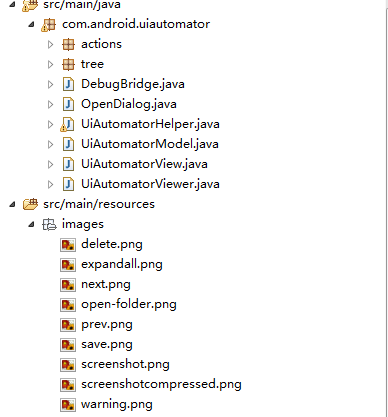 src/main/java
com.android.uiautomator
actions
tree
DebugBridge.java
OpenDialog.java
UiAutomatorHelper.java
UiAutomatorModel.java
UiAutomatorView.java
UiAutomatorViewer.java
src/main/resources
images
delete.png
expandall.png
next.png
open-folder.png
prev.png
save.png
screenshot.png
screenshotcompressed.png
warning.png